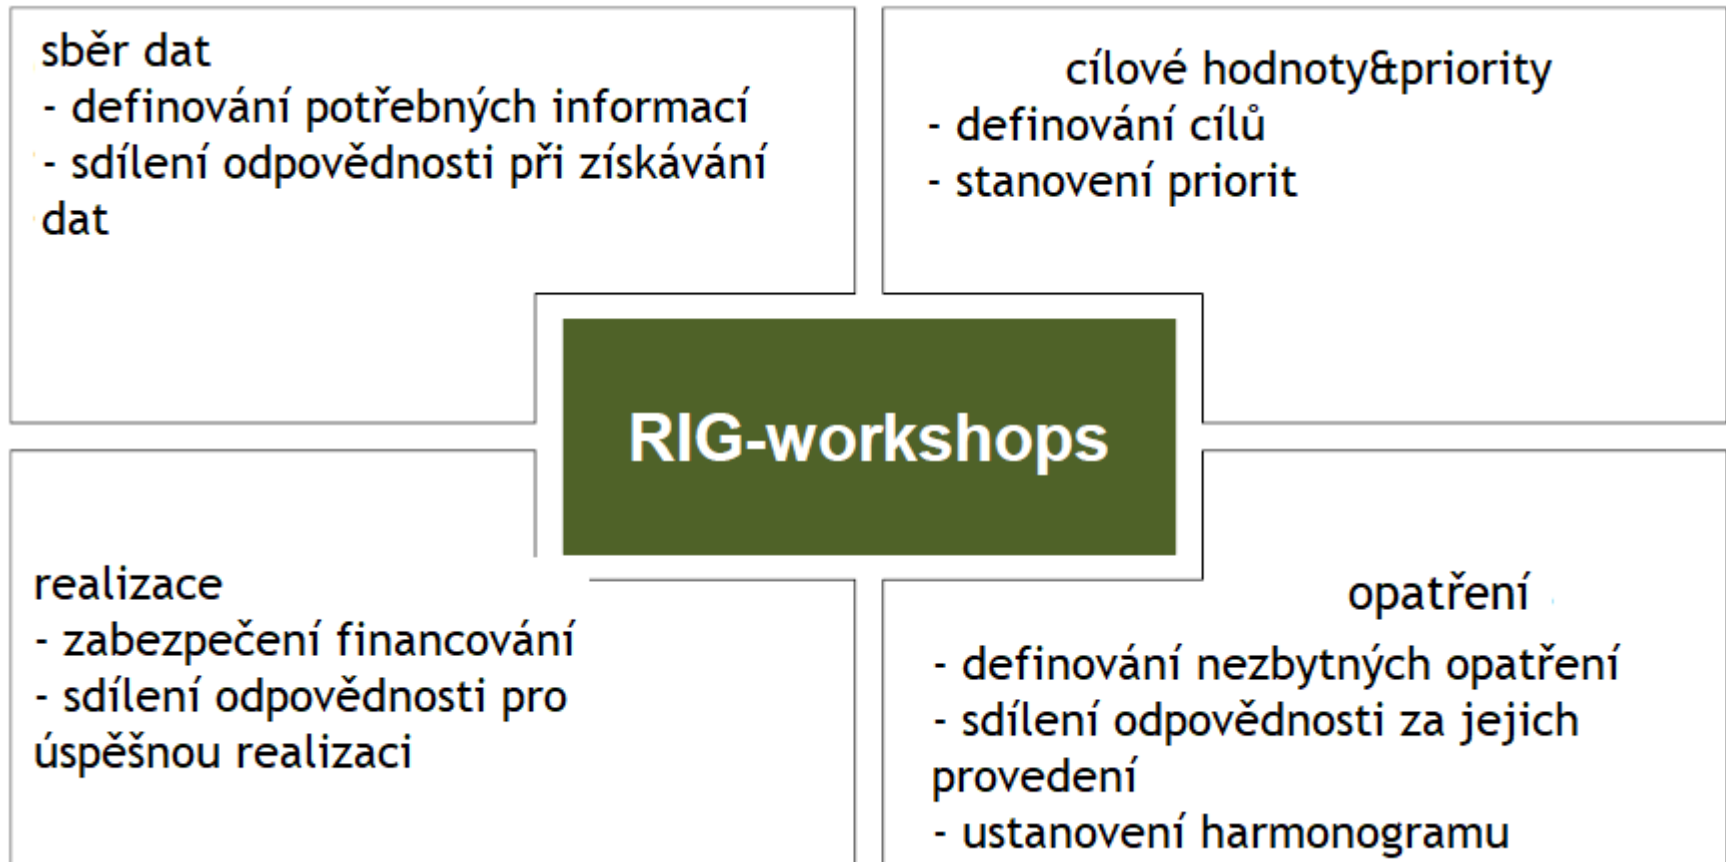 sběr dat
- definování potřebných informací
- sdílení odpovědnosti při získávání
dat
cílové hodnoty&priority
- definování cílů
- stanovení priorit
RIG-workshops
realizace
- zabezpečení financování
- sdílení odpovědnosti pro
úspěšnou realizaci
opatření
- definování nezbytných opatření
- sdílení odpovědnosti za jejich
provedení
- ustanovení harmonogramu